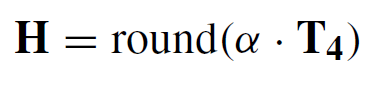 H = round(α · T₄)